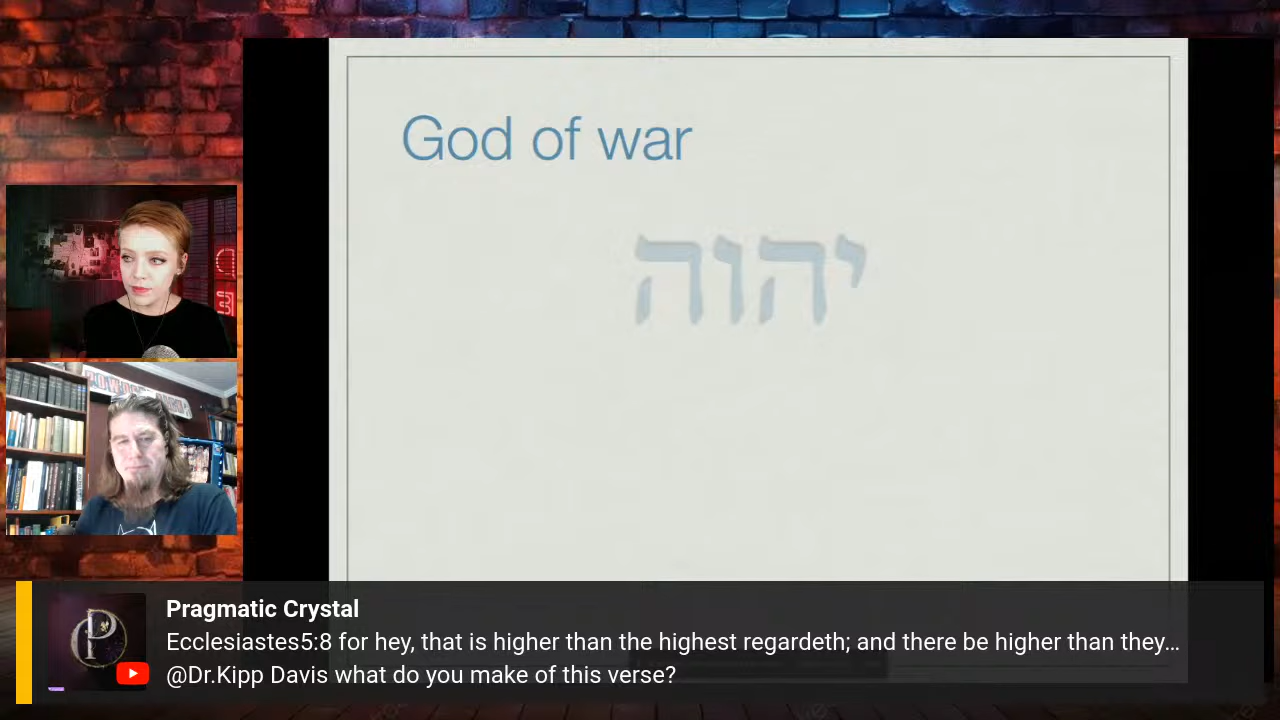 God of war
יהוה
Pragmatic Crystal
Ecclesiastes5:8 for hey, that is higher than the highest regardeth; and there be higher than they...
@Dr.Kipp Davis what do you make of this verse?